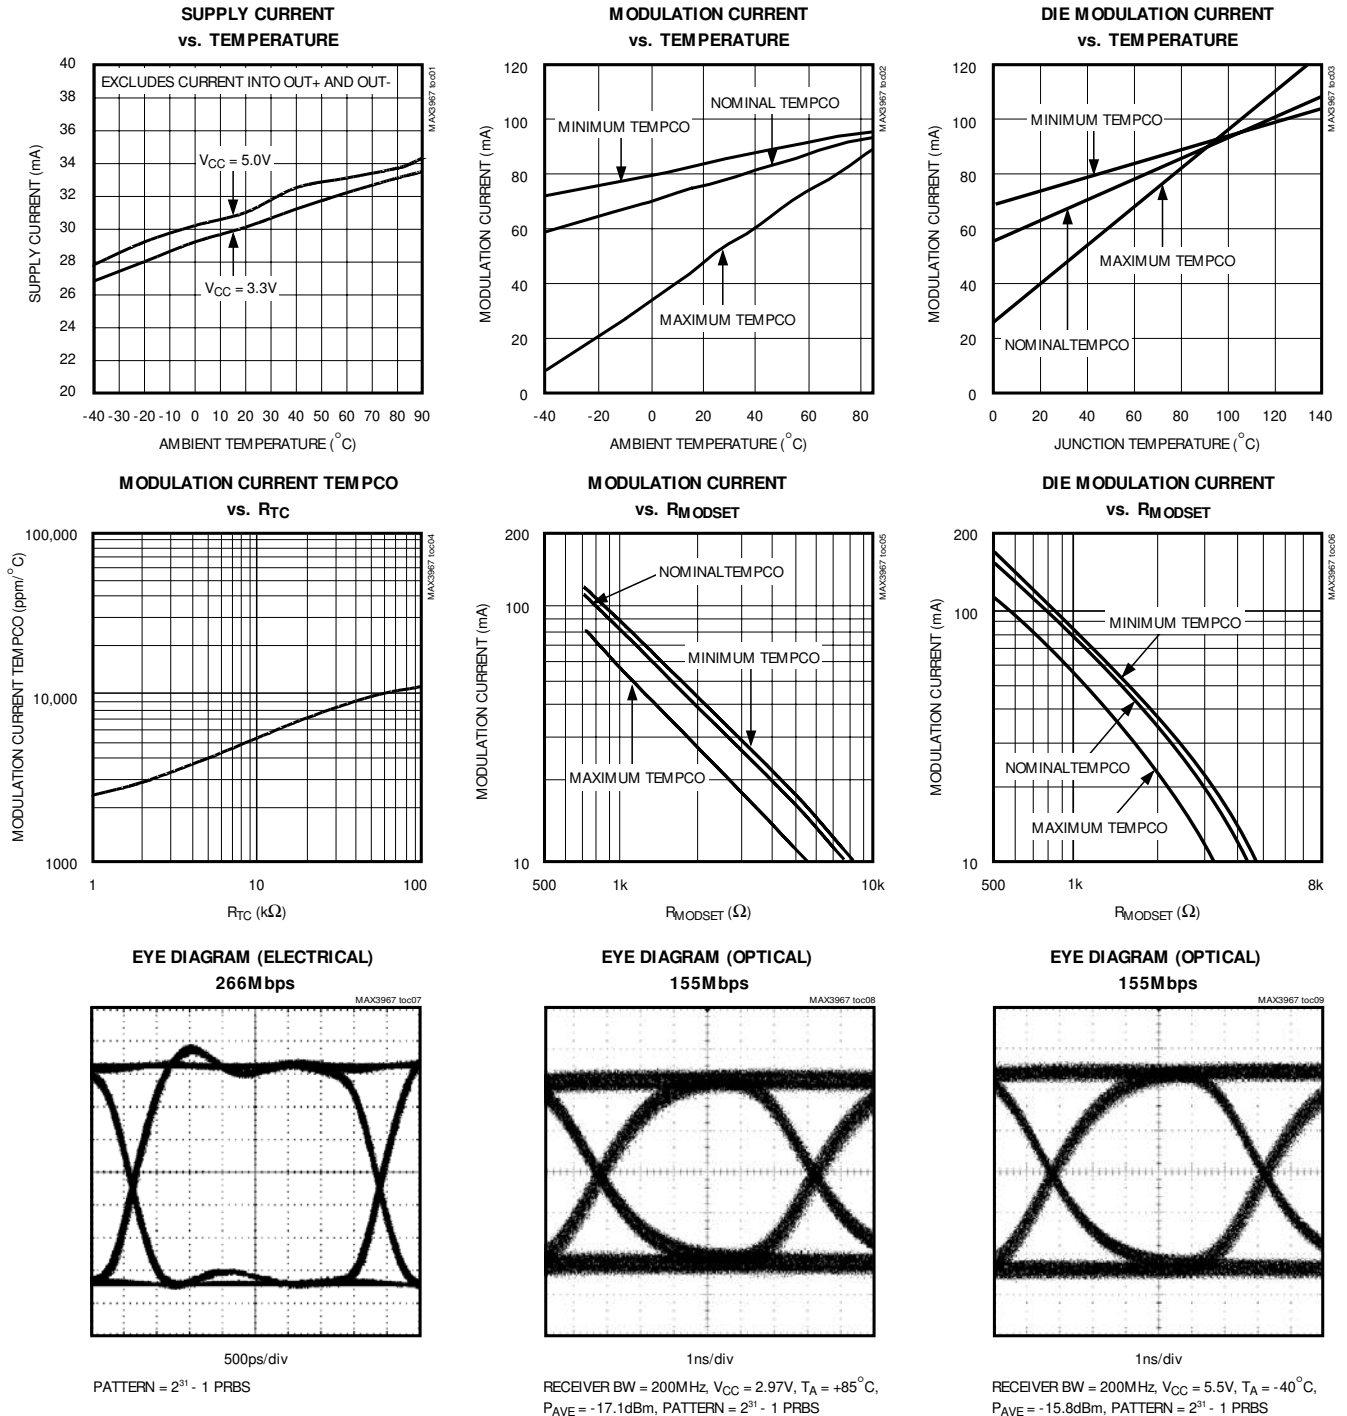 SUPPLY CURRENT
vs. TEMPERATURE
40
38
36
34
32
30
28
26
24
22
20
SUPPLY CURRENT (mA)
EXCLUDES CURRENT INTO OUT+ AND OUT-
MAX3967 toc01
VCC = 5.0V
VCC = 3.3V
-40 -30 -20 -10 0 10 20 30 40 50 60 70 80 90
AMBIENT TEMPERATURE (°C)
MODULATION CURRENT
vs. TEMPERATURE
120
100
80
60
40
20
0
MODULATION CURRENT (mA)
MAX3967 toc02
NOMINAL TEMPCO
MINIMUM TEMPCO
MAXIMUM TEMPCO
-40 -20 0 20 40 60 80
AMBIENT TEMPERATURE (°C)
DIE MODULATION CURRENT
vs. TEMPERATURE
120
100
80
60
40
20
0
MODULATION CURRENT (mA)
MAX3967 toc03
MINIMUM TEMPCO
MAXIMUM TEMPCO
NOMINALTEMPCO
0 20 40 60 80 100 120 140
JUNCTION TEMPERATURE (°C)
MODULATION CURRENT TEMPCO
vs. RTC
100,000
10,000
1000
MODULATION CURRENT TEMPCO (ppm/°C)
MAX3967 toc04
1 10 100
RTC (kΩ)
MODULATION CURRENT
vs. RMODSET
200
100
10
MODULATION CURRENT (mA)
MAX3967 toc05
NOMINALTEMPCO
MINIMUM TEMPCO
MAXIMUM TEMPCO
500 1k 10k
RMODSET (Ω)
DIE MODULATION CURRENT
vs. RMODSET
200
100
10
MODULATION CURRENT (mA)
MAX3967 toc06
MINIMUM TEMPCO
NOMINALTEMPCO
MAXIMUM TEMPCO
500 1k 8k
RMODSET (Ω)
EYE DIAGRAM (ELECTRICAL)
266Mbps
MAX3967 toc07
500ps/div
PATTERN = 2³¹ - 1 PRBS
EYE DIAGRAM (OPTICAL)
155Mbps
MAX3967 toc08
1ns/div
RECEIVER BW = 200MHz, VCC = 2.97V, TA = +85°C,
PAVE = -17.1dBm, PATTERN = 2³¹ - 1 PRBS
EYE DIAGRAM (OPTICAL)
155Mbps
MAX3967 toc09
1ns/div
RECEIVER BW = 200MHz, VCC = 5.5V, TA = -40°C,
PAVE = -15.8dBm, PATTERN = 2³¹ - 1 PRBS